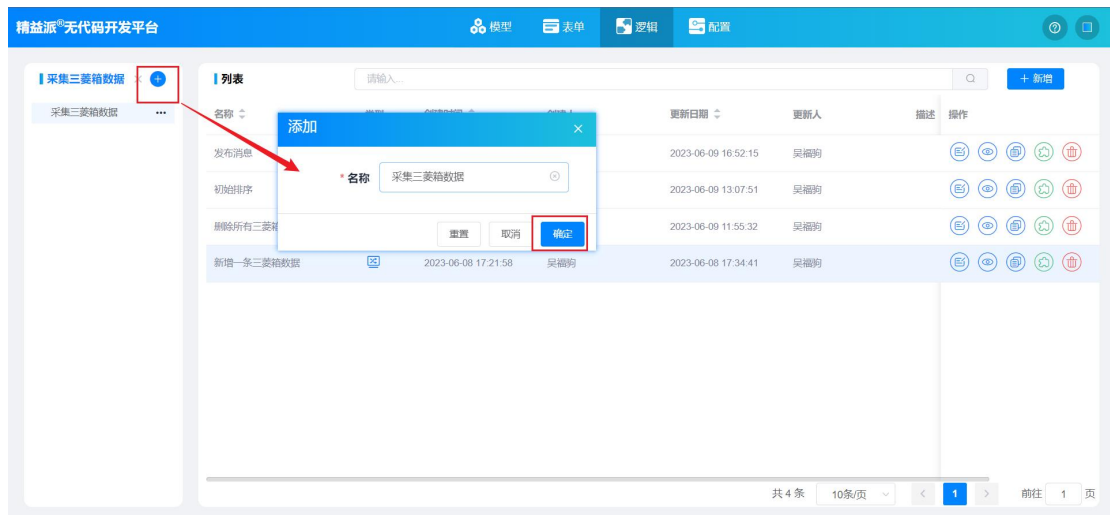 精益派®无代码开发平台
模型 表单 逻辑 配置
采集三菱箱数据
采集三菱箱数据
列表 请输入... + 新增
名称 更新日期 更新人 描述 操作
添加
* 名称 采集三菱箱数据
重置 取消 确定
发布消息 2023-06-09 16:52:15 吴福驹
初始排序 2023-06-09 13:07:51 吴福驹
删除所有三菱箱 2023-06-09 11:55:32 吴福驹
新增一条三菱箱数据 2023-06-08 17:21:58 吴福驹 2023-06-08 17:34:41 吴福驹
共 4 条 10条/页 1 前往 1 页